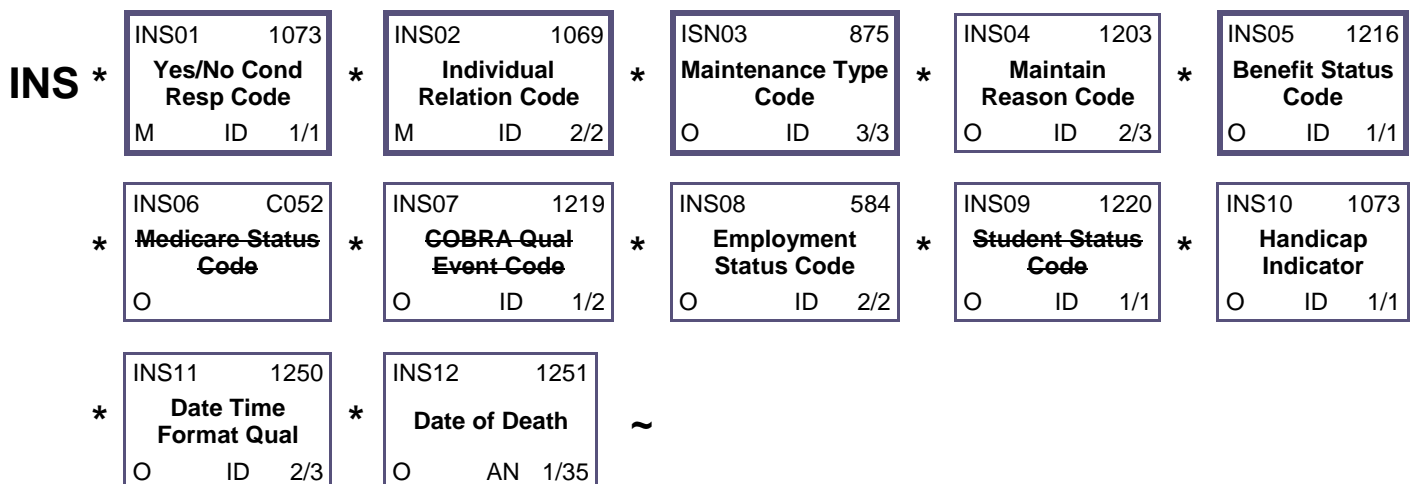 INS * INS01 1073 * INS02 1069 * ISN03 875 * INS04 1203 * INS05 1216
Yes/No Cond Individual Maintenance Type Maintain Benefit Status
Resp Code Relation Code Code Reason Code Code
M ID 1/1 M ID 2/2 O ID 3/3 O ID 2/3 O ID 1/1
* INS06 C052 * INS07 1219 * INS08 584 * INS09 1220 * INS10 1073
Medicare Status COBRA Qual Employment Student Status Handicap
Code Event Code Status Code Code Indicator
O O ID 1/2 O ID 2/2 O ID 1/1 O ID 1/1
* INS11 1250 * INS12 1251 ~
Date Time Date of Death
Format Qual
O ID 2/3 O AN 1/35